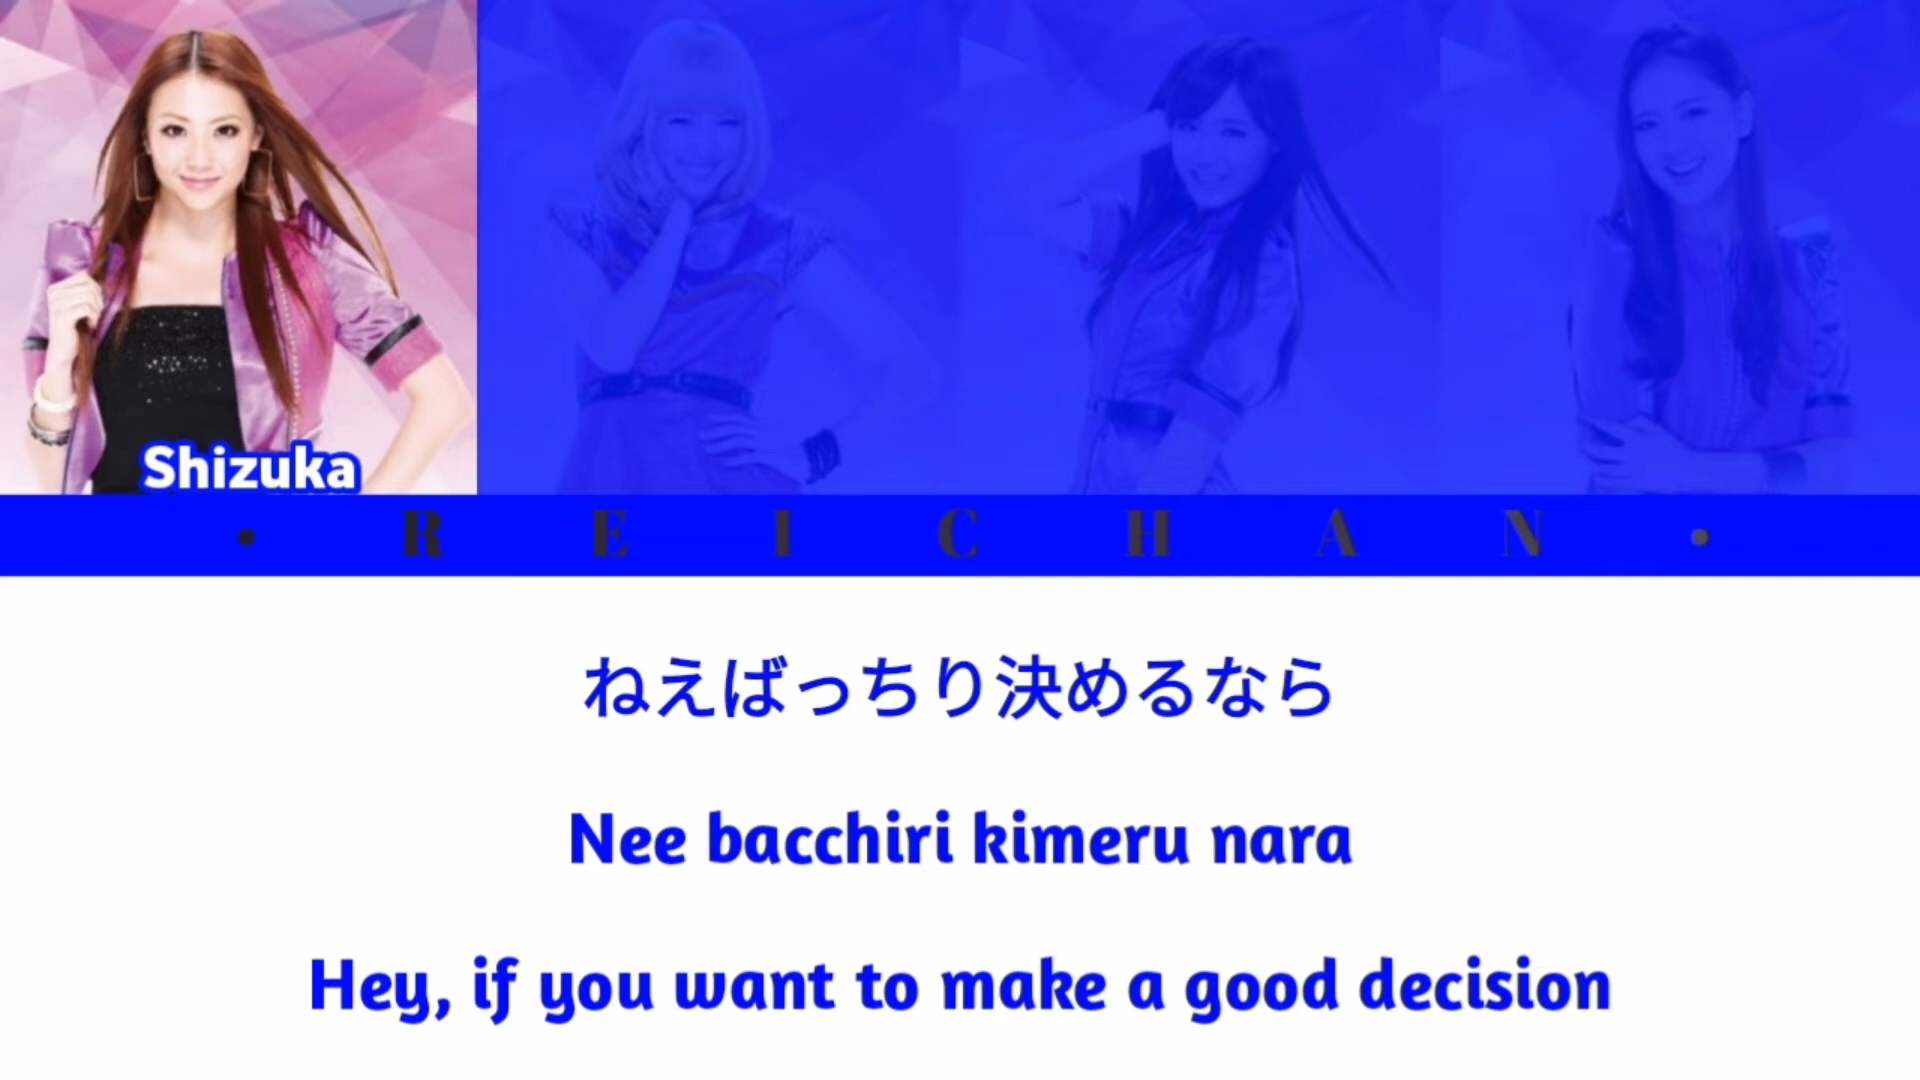 Shizuka
• R E I C H A N •
ねえばっちり決めるなら
Nee bacchiri kimeru nara
Hey, if you want to make a good decision